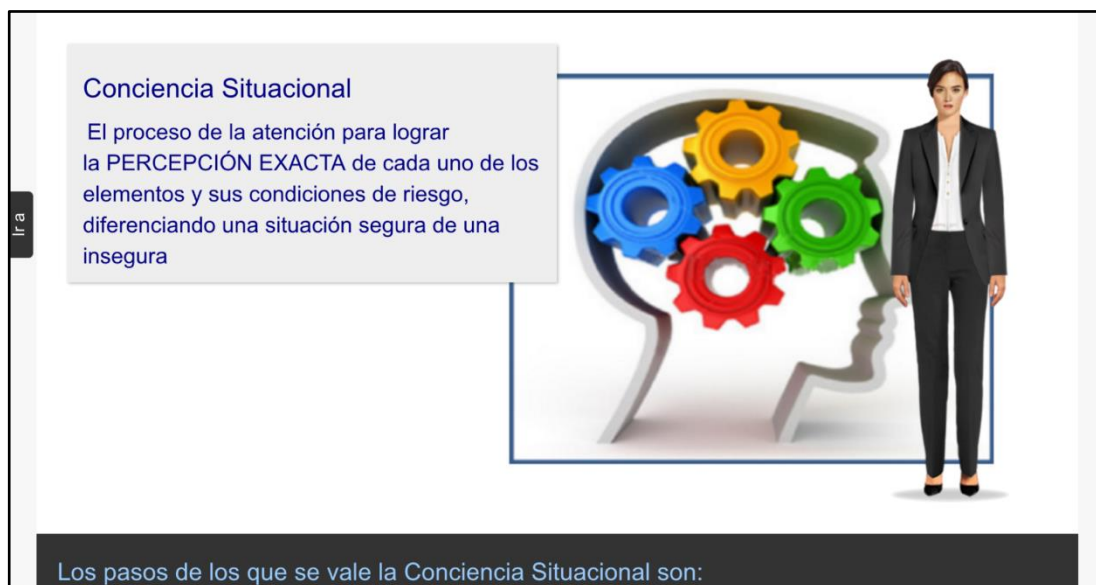 Conciencia Situacional
El proceso de la atención para lograr
la PERCEPCIÓN EXACTA de cada uno de los
elementos y sus condiciones de riesgo,
diferenciando una situación segura de una
insegura
Ir a
Los pasos de los que se vale la Conciencia Situacional son: